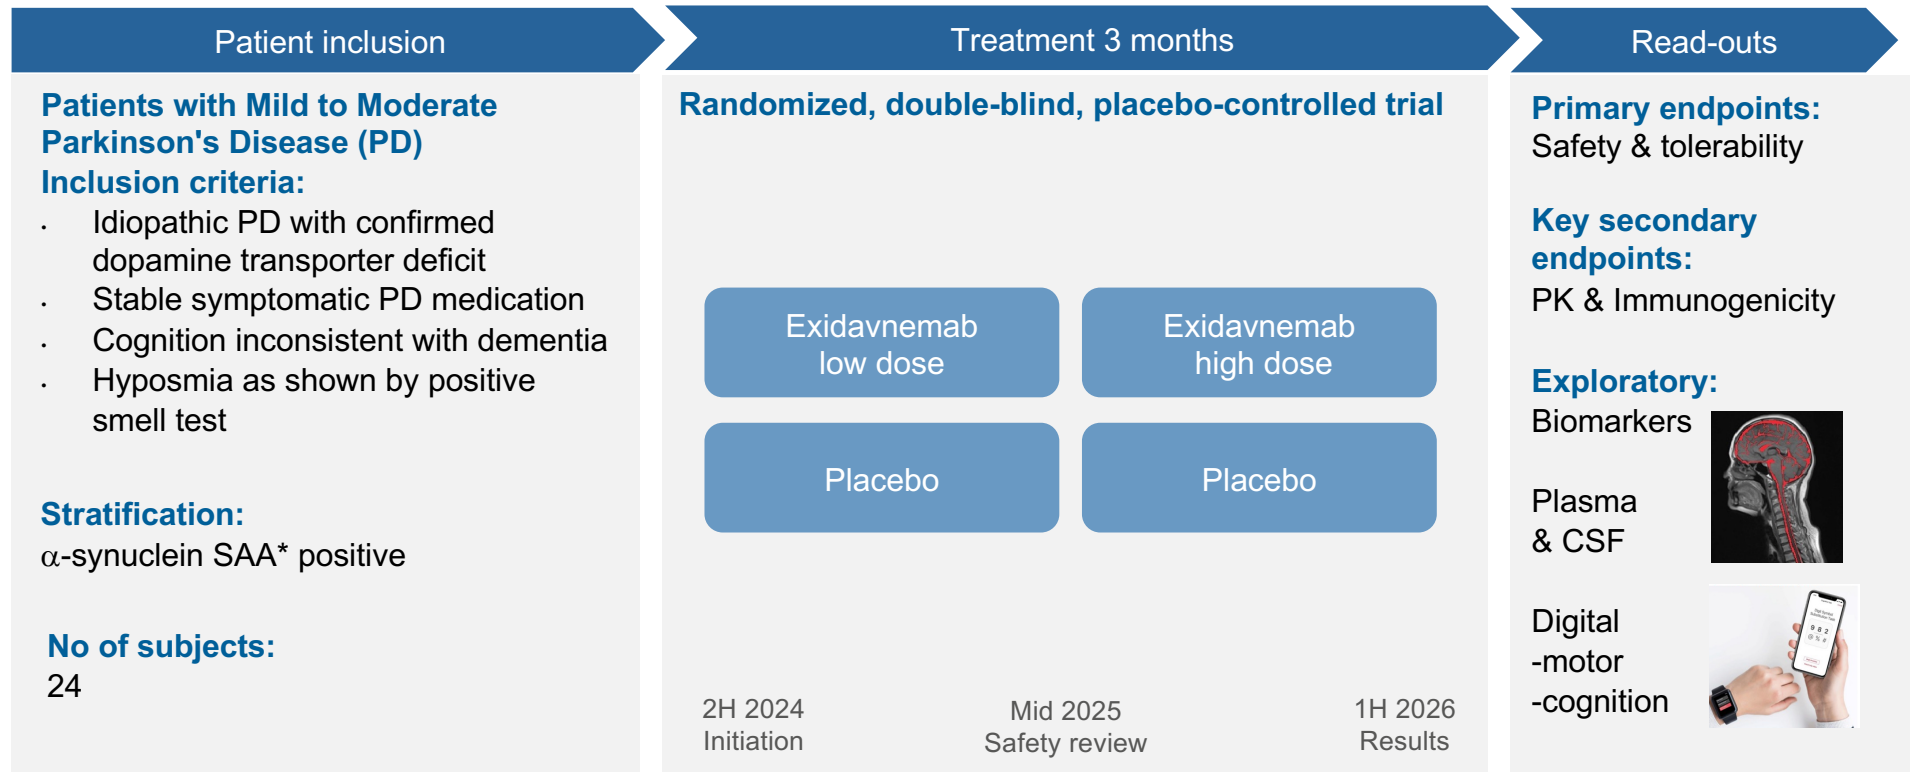 Patient inclusion
Treatment 3 months
Read-outs
Patients with Mild to Moderate
Parkinson's Disease (PD)
Inclusion criteria:
· Idiopathic PD with confirmed
dopamine transporter deficit
· Stable symptomatic PD medication
· Cognition inconsistent with dementia
· Hyposmia as shown by positive
smell test
Stratification:
α-synuclein SAA* positive
No of subjects:
24
Randomized, double-blind, placebo-controlled trial
Exidavnemab
low dose
Exidavnemab
high dose
Placebo
Placebo
2H 2024
Initiation
Mid 2025
Safety review
1H 2026
Results
Primary endpoints:
Safety & tolerability
Key secondary
endpoints:
PK & Immunogenicity
Exploratory:
Biomarkers
Plasma
& CSF
Digital
-motor
-cognition
9 8 2